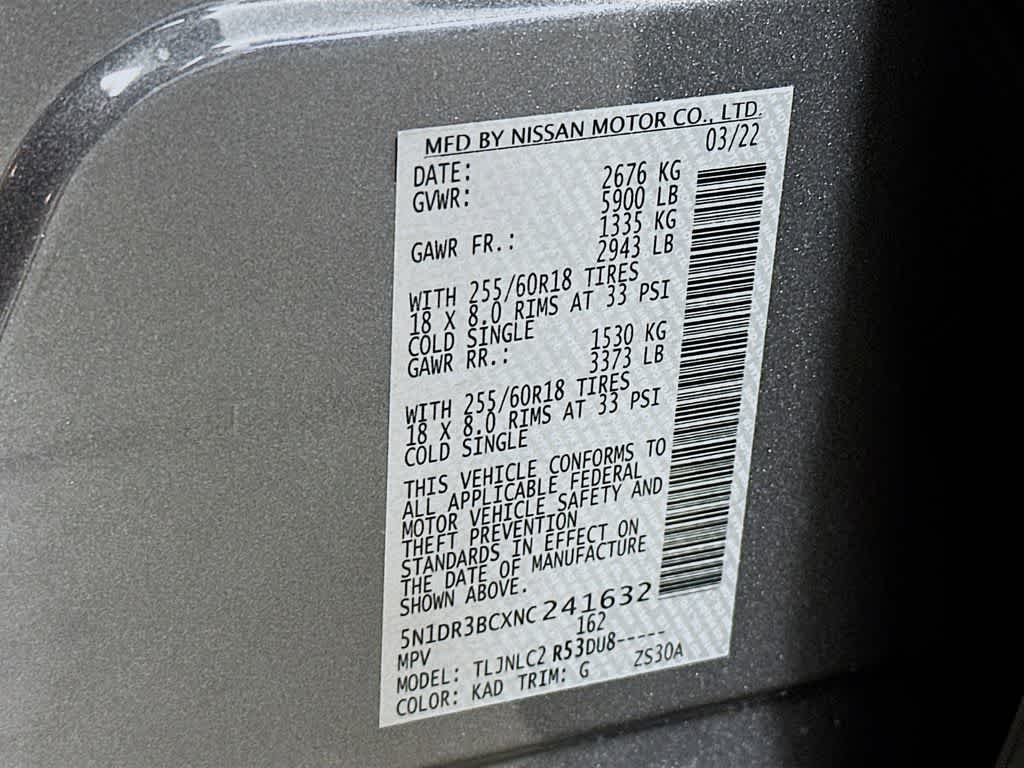 MFD BY NISSAN MOTOR CO., LTD.
DATE: 03/22
GVWR: 2676 KG
5900 LB
GAWR FR.: 1335 KG
2943 LB
WITH 255/60R18 TIRES
18 X 8.0 RIMS AT 33 PSI
COLD SINGLE
GAWR RR.: 1530 KG
3373 LB
WITH 255/60R18 TIRES
18 X 8.0 RIMS AT 33 PSI
COLD SINGLE
THIS VEHICLE CONFORMS TO
ALL APPLICABLE FEDERAL
MOTOR VEHICLE SAFETY AND
THEFT PREVENTION
STANDARDS IN EFFECT ON
THE DATE OF MANUFACTURE
SHOWN ABOVE.
5N1DR3BCXNC241632
MPV 162
MODEL: TLJNLC2 R53DU8-----
COLOR: KAD TRIM: G ZS30A